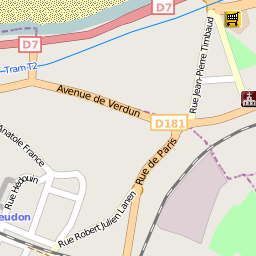 D7
D7
Tram T2
Avenue de Verdun
D181
Rue Jean-Pierre Timbaud
Rue de Paris
Anatole France
Rue Hédouin
eudon
Rue Robert Julien Lanen